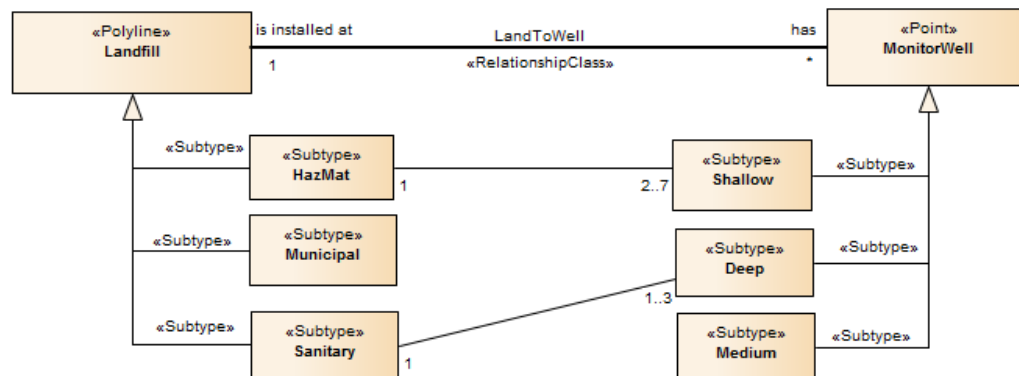 «Polyline»
Landfill
is installed at
LandToWell
has
«Point»
MonitorWell
1
«RelationshipClass»
*
«Subtype»
«Subtype»
HazMat
1
2..7
«Subtype»
Shallow
«Subtype»
«Subtype»
«Subtype»
Municipal
«Subtype»
Deep
«Subtype»
1..3
«Subtype»
«Subtype»
Sanitary
1
«Subtype»
Medium
«Subtype»